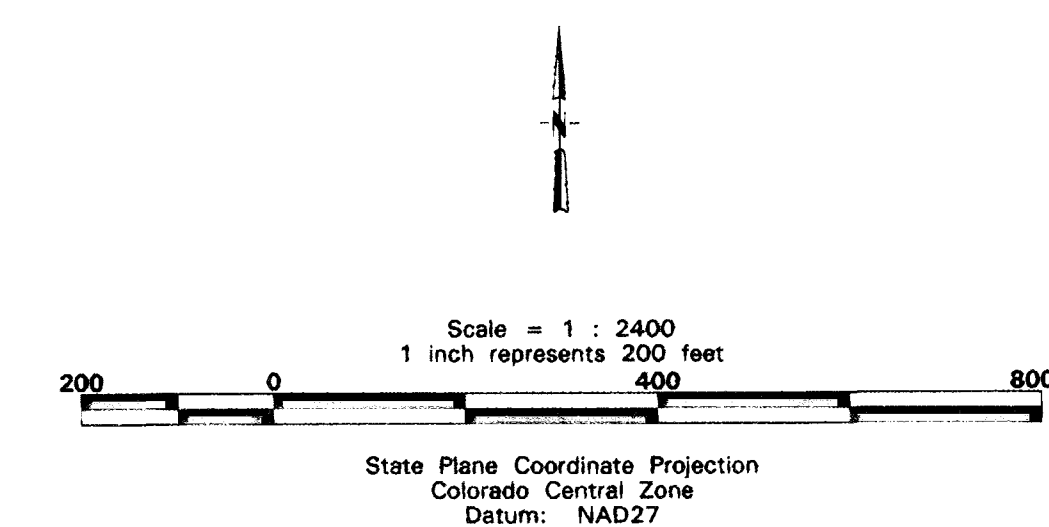 N
Scale = 1 : 2400
1 inch represents 200 feet
200 0 400 800
State Plane Coordinate Projection
Colorado Central Zone
Datum: NAD27